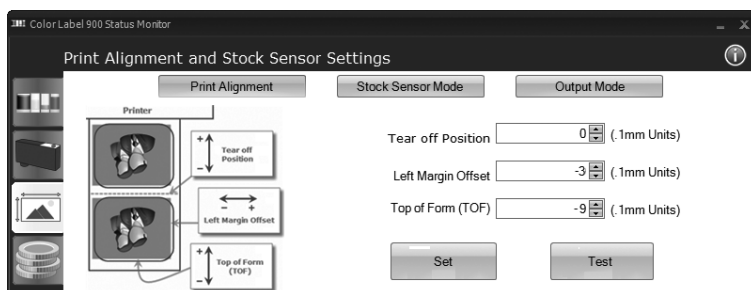 Color Label 900 Status Monitor
Print Alignment and Stock Sensor Settings
Print Alignment
Stock Sensor Mode
Output Mode
Printer
Tear off
Position
Left Margin Offset
Top of Form
(TOF)
Tear off Position 0 (.1mm Units)
Left Margin Offset -3 (.1mm Units)
Top of Form (TOF) -9 (.1mm Units)
Set
Test